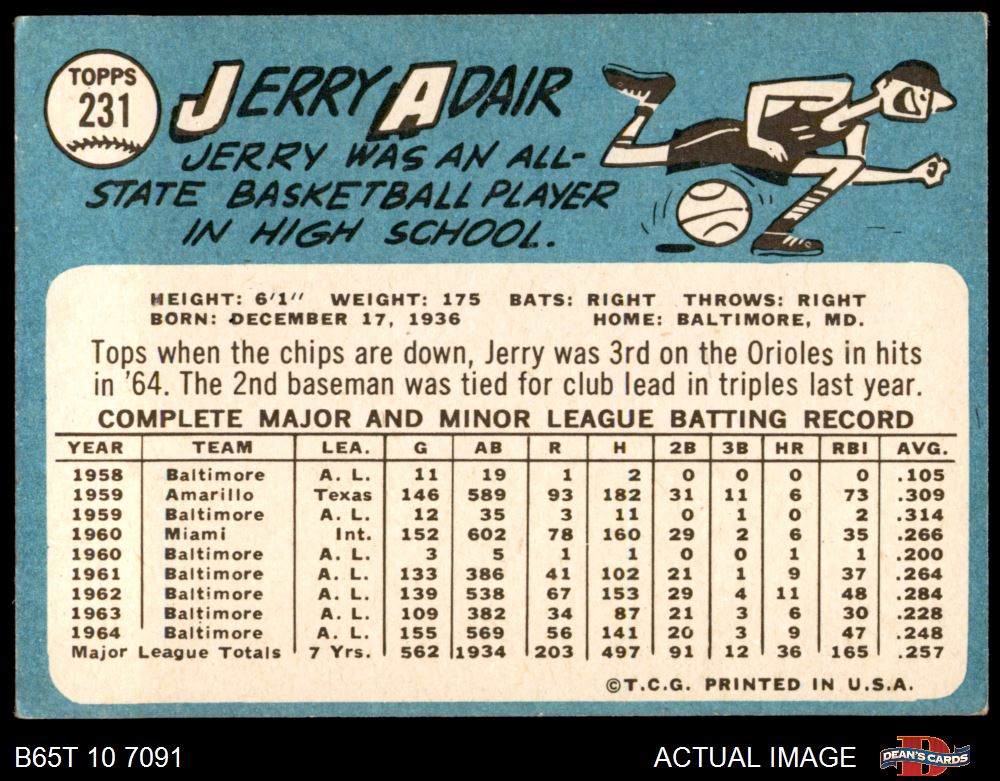 TOPPS
231
JERRY ADAIR
JERRY WAS AN ALL-
STATE BASKETBALL PLAYER
IN HIGH SCHOOL.
HEIGHT: 6'1" WEIGHT: 175 BATS: RIGHT THROWS: RIGHT
BORN: DECEMBER 17, 1936 HOME: BALTIMORE, MD.
Tops when the chips are down, Jerry was 3rd on the Orioles in hits
in '64. The 2nd baseman was tied for club lead in triples last year.
COMPLETE MAJOR AND MINOR LEAGUE BATTING RECORD
YEAR TEAM LEA. G AB R H 2B 3B HR RBI AVG.
1958 Baltimore A. L. 11 19 1 2 0 0 0 0 .105
1959 Amarillo Texas 146 589 93 182 31 11 6 73 .309
1959 Baltimore A. L. 12 35 3 11 0 1 0 2 .314
1960 Miami Int. 152 602 78 160 29 2 6 35 .266
1960 Baltimore A. L. 3 5 1 1 0 0 1 1 .200
1961 Baltimore A. L. 133 386 41 102 21 1 9 37 .264
1962 Baltimore A. L. 139 538 67 153 29 4 11 48 .284
1963 Baltimore A. L. 109 382 34 87 21 3 6 30 .228
1964 Baltimore A. L. 155 569 56 141 20 3 9 47 .248
Major League Totals 7 Yrs. 562 1934 203 497 91 12 36 165 .257
©T.C.G. PRINTED IN U.S.A.
B65T 10 7091 ACTUAL IMAGE DEAN'S CARDS